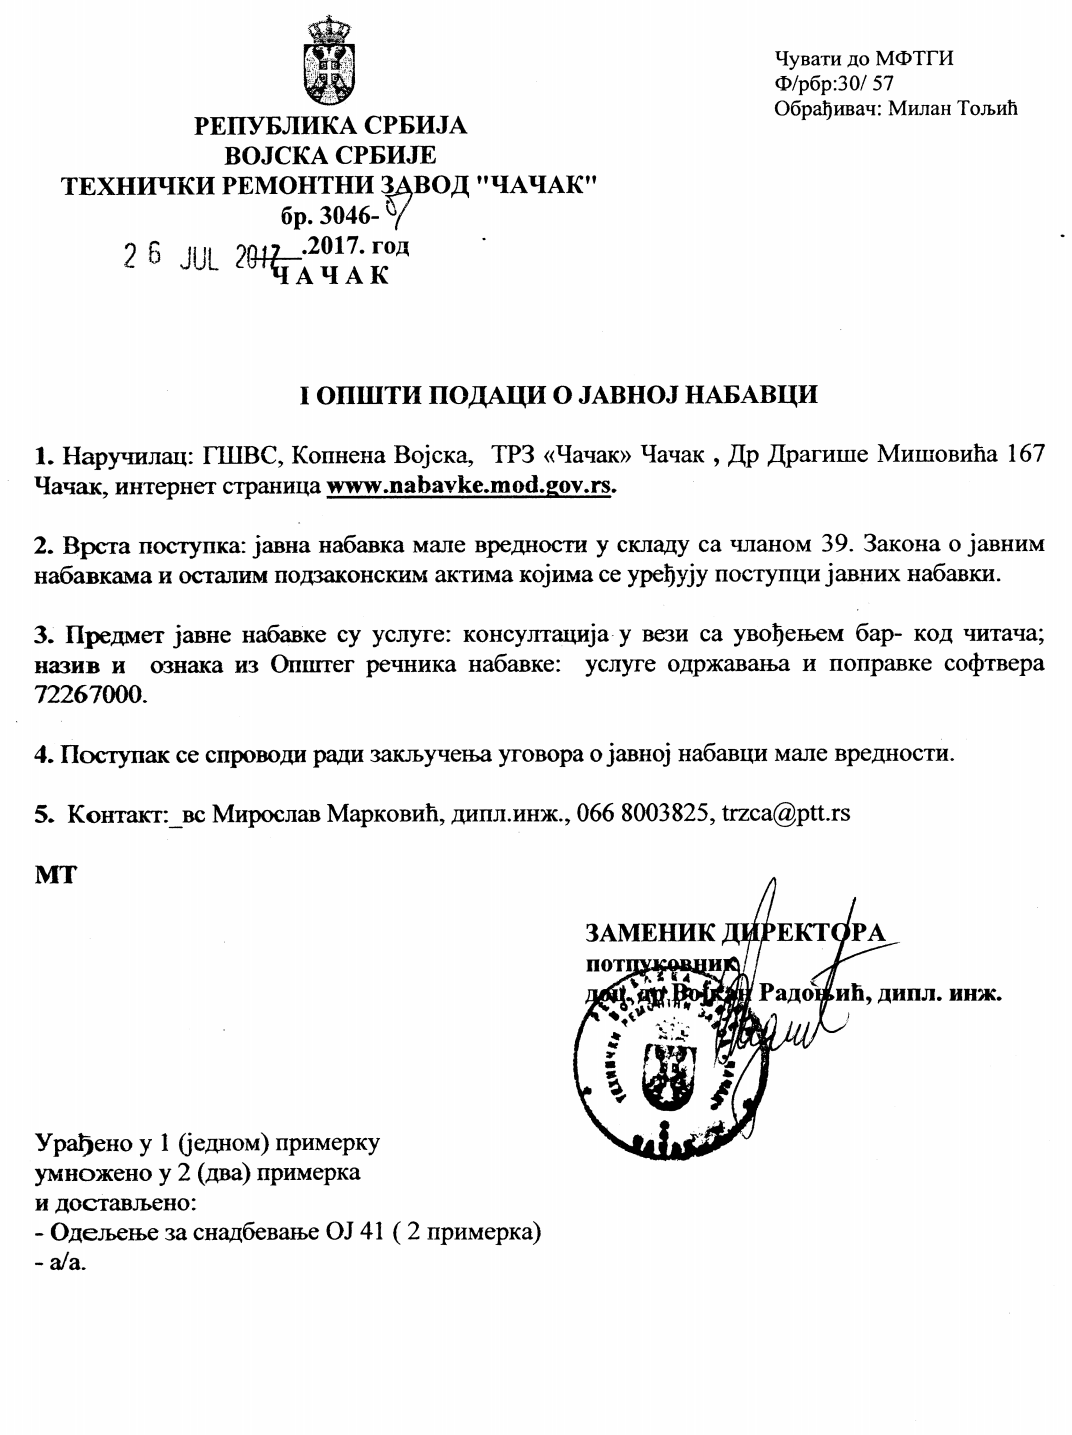 Чувати до МФТГИ
Ф/рбр:30/ 57
Обрађивач: Милан Тољић
РЕПУБЛИКА СРБИЈА
ВОЈСКА СРБИЈЕ
ТЕХНИЧКИ РЕМОНТНИ ЗАВОД "ЧАЧАК"
бр. 3046-
26 JUL 2017 .2017. год
Ч А Ч А К
I ОПШТИ ПОДАЦИ О ЈАВНОЈ НАБАВЦИ
1. Наручилац: ГШВС, Копнена Војска, ТРЗ «Чачак» Чачак , Др Драгише Мишовића 167
Чачак, интернет страница www.nabavke.mod.gov.rs.
2. Врста поступка: јавна набавка мале вредности у складу са чланом 39. Закона о јавним
набавкама и осталим подзаконским актима којима се уређују поступци јавних набавки.
3. Предмет јавне набавке су услуге: консултација у вези са увођењем бар- код читача;
назив и ознака из Општег речника набавке: услуге одржавања и поправке софтвера
72267000.
4. Поступак се спроводи ради закључења уговора о јавној набавци мале вредности.
5. Контакт:_вс Мирослав Марковић, дипл.инж., 066 8003825, trzca@ptt.rs
МТ
ЗАМЕНИК ДИРЕКТОРА
потпуковник
доц. др Војкан Радоњић, дипл. инж.
ТЕХНИЧКИ РЕМОНТНИ ЗАВОД ЧАЧАК
Урађено у 1 (једном) примерку
умножено у 2 (два) примерка
и достављено:
- Одељење за снадбевање ОЈ 41 ( 2 примерка)
- а/а.